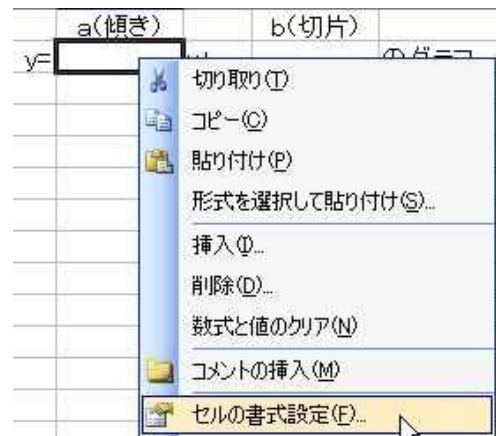 a(傾き) b(切片)
y=
切り取り(T)
コピー(C)
貼り付け(P)
形式を選択して貼り付け(S)...
挿入(I)...
削除(D)...
数式と値のクリア(N)
コメントの挿入(M)
セルの書式設定(F)...